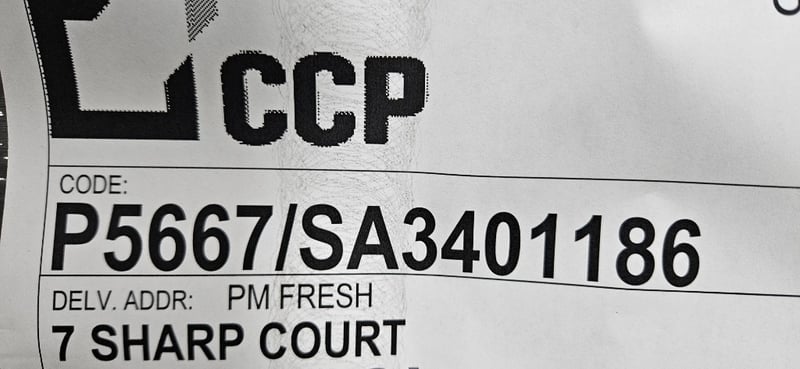 CCP
CODE:
P5667/SA3401186
DELV. ADDR: PM FRESH
7 SHARP COURT